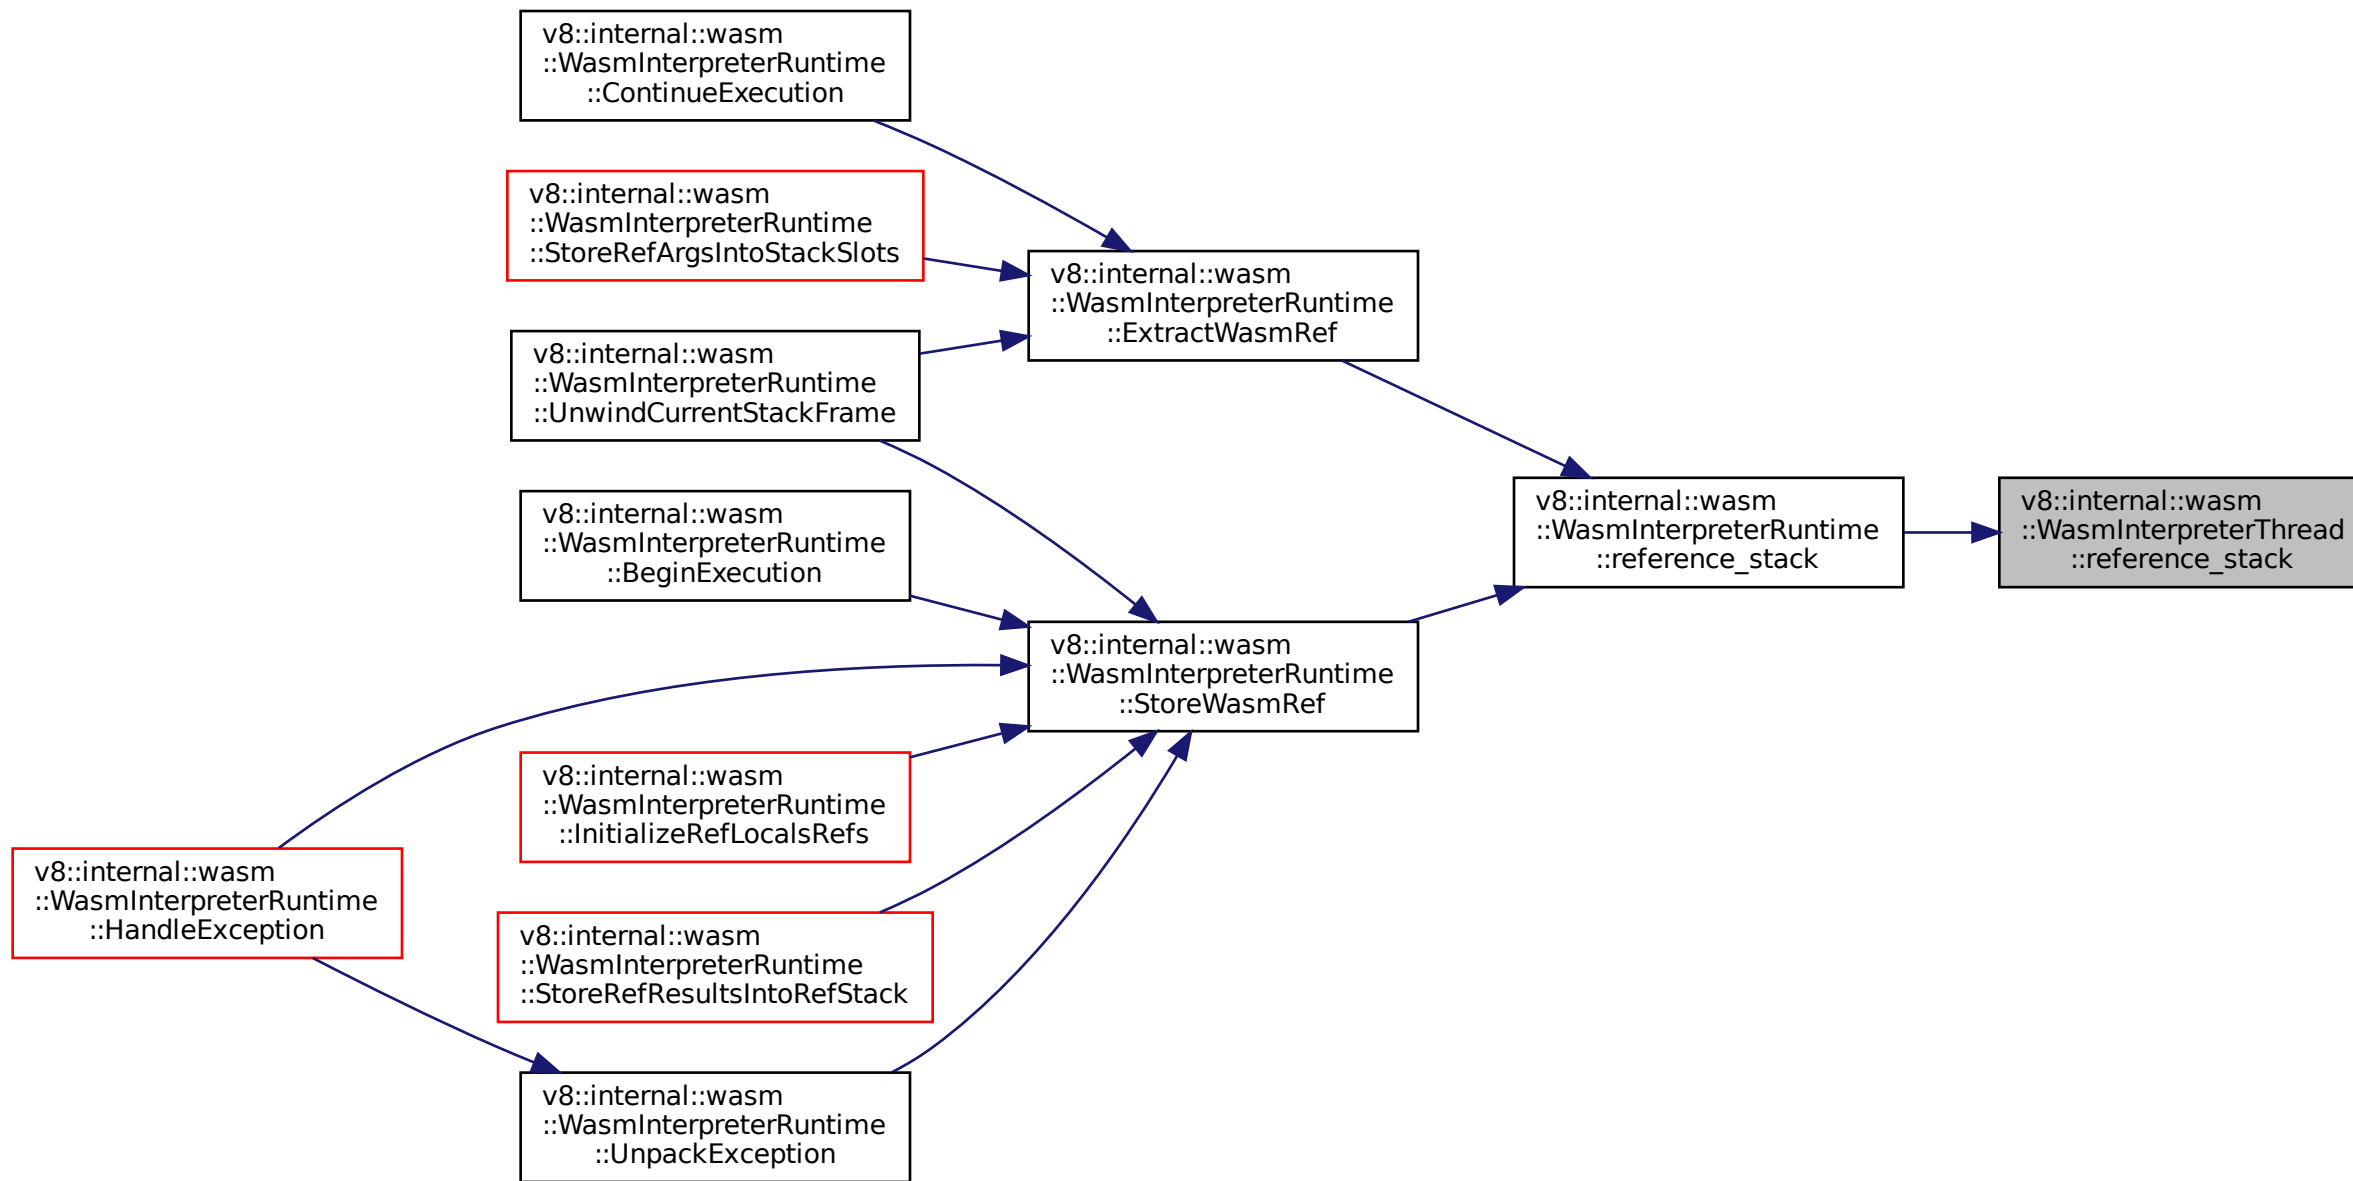 v8::internal::wasm
::WasmInterpreterRuntime
::ContinueExecution
v8::internal::wasm
::WasmInterpreterRuntime
::StoreRefArgsIntoStackSlots
v8::internal::wasm
::WasmInterpreterRuntime
::ExtractWasmRef
v8::internal::wasm
::WasmInterpreterRuntime
::UnwindCurrentStackFrame
v8::internal::wasm
::WasmInterpreterRuntime
::reference_stack
v8::internal::wasm
::WasmInterpreterThread
::reference_stack
v8::internal::wasm
::WasmInterpreterRuntime
::BeginExecution
v8::internal::wasm
::WasmInterpreterRuntime
::StoreWasmRef
v8::internal::wasm
::WasmInterpreterRuntime
::InitializeRefLocalsRefs
v8::internal::wasm
::WasmInterpreterRuntime
::HandleException
v8::internal::wasm
::WasmInterpreterRuntime
::StoreRefResultsIntoRefStack
v8::internal::wasm
::WasmInterpreterRuntime
::UnpackException